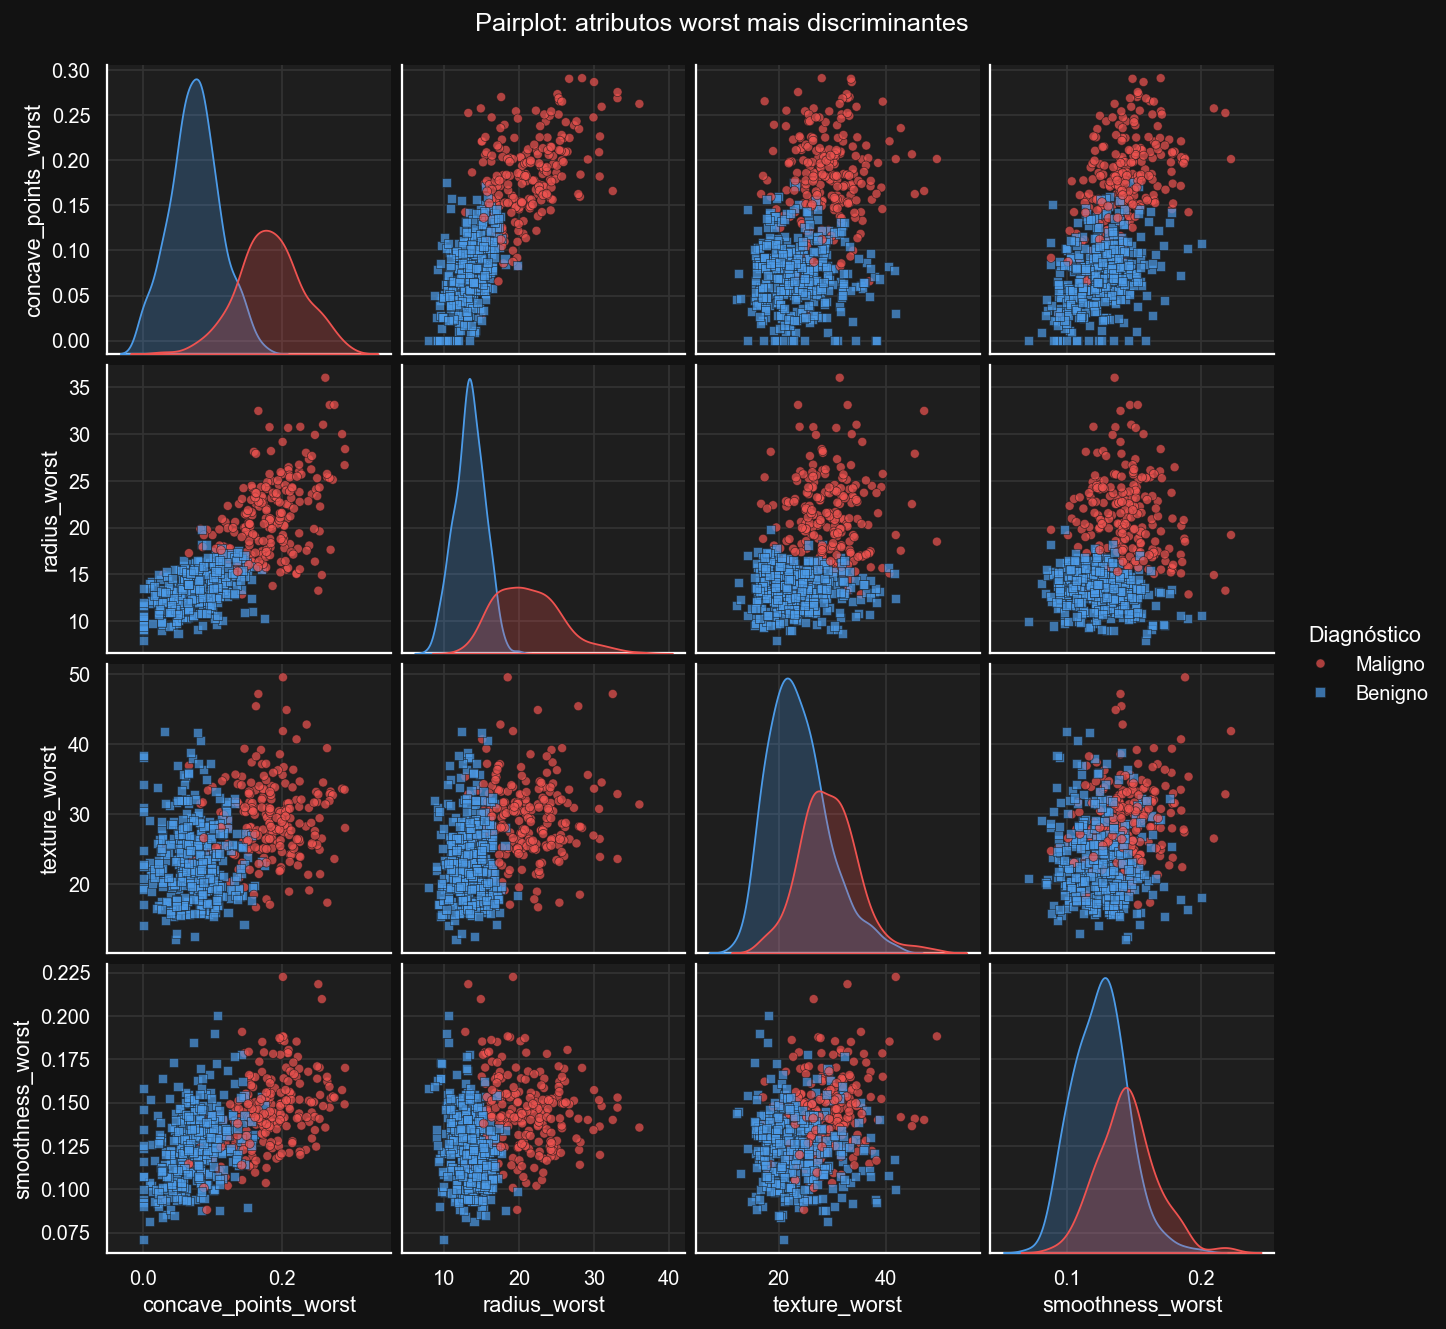 Pairplot: atributos worst mais discriminantes
concave_points_worst
0.30
0.25
0.20
0.15
0.10
0.05
0.00
radius_worst
35
30
25
20
15
10
texture_worst
50
40
30
20
smoothness_worst
0.225
0.200
0.175
0.150
0.125
0.100
0.075
0.0 0.2
10 20 30 40
20 40
0.1 0.2
concave_points_worst
radius_worst
texture_worst
smoothness_worst
Diagnóstico
Maligno
Benigno